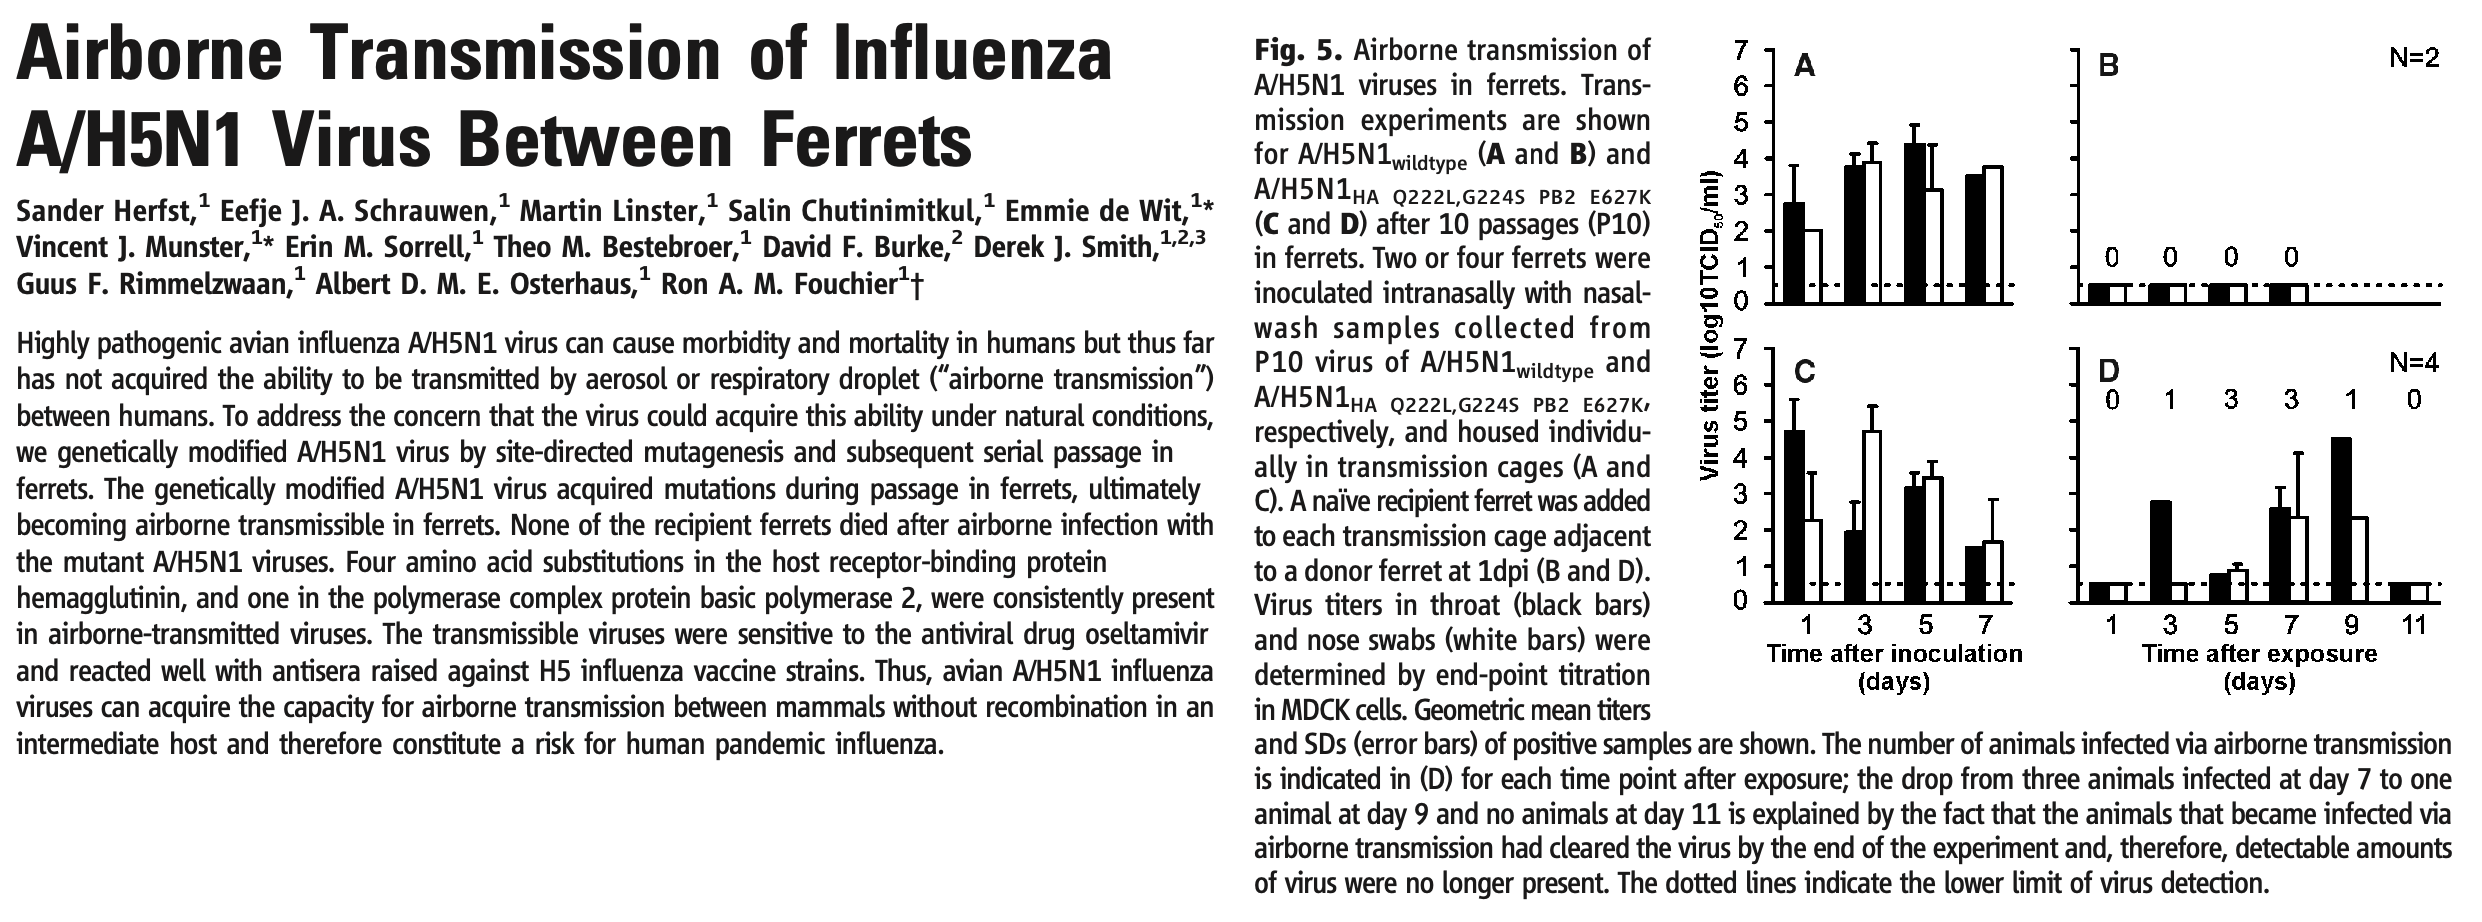 Airborne Transmission of Influenza
A/H5N1 Virus Between Ferrets
Sander Herfst,1 Eefje J. A. Schrauwen,1 Martin Linster,1 Salin Chutinimitkul,1 Emmie de Wit,1*
Vincent J. Munster,1* Erin M. Sorrell,1 Theo M. Bestebroer,1 David F. Burke,2 Derek J. Smith,1,2,3
Guus F. Rimmelzwaan,1 Albert D. M. E. Osterhaus,1 Ron A. M. Fouchier1†
Highly pathogenic avian influenza A/H5N1 virus can cause morbidity and mortality in humans but thus far
has not acquired the ability to be transmitted by aerosol or respiratory droplet (“airborne transmission”)
between humans. To address the concern that the virus could acquire this ability under natural conditions,
we genetically modified A/H5N1 virus by site-directed mutagenesis and subsequent serial passage in
ferrets. The genetically modified A/H5N1 virus acquired mutations during passage in ferrets, ultimately
becoming airborne transmissible in ferrets. None of the recipient ferrets died after airborne infection with
the mutant A/H5N1 viruses. Four amino acid substitutions in the host receptor-binding protein
hemagglutinin, and one in the polymerase complex protein basic polymerase 2, were consistently present
in airborne-transmitted viruses. The transmissible viruses were sensitive to the antiviral drug oseltamivir
and reacted well with antisera raised against H5 influenza vaccine strains. Thus, avian A/H5N1 influenza
viruses can acquire the capacity for airborne transmission between mammals without recombination in an
intermediate host and therefore constitute a risk for human pandemic influenza.
Fig. 5. Airborne transmission of
A/H5N1 viruses in ferrets. Trans-
mission experiments are shown
for A/H5N1wildtype (A and B) and
A/H5N1HA Q222L,G224S PB2 E627K
(C and D) after 10 passages (P10)
in ferrets. Two or four ferrets were
inoculated intranasally with nasal-
wash samples collected from
P10 virus of A/H5N1wildtype and
A/H5N1HA Q222L,G224S PB2 E627K,
respectively, and housed individu-
ally in transmission cages (A and
C). A naïve recipient ferret was added
to each transmission cage adjacent
to a donor ferret at 1dpi (B and D).
Virus titers in throat (black bars)
and nose swabs (white bars) were
determined by end-point titration
in MDCK cells. Geometric mean titers
and SDs (error bars) of positive samples are shown. The number of animals infected via airborne transmission
is indicated in (D) for each time point after exposure; the drop from three animals infected at day 7 to one
animal at day 9 and no animals at day 11 is explained by the fact that the animals that became infected via
airborne transmission had cleared the virus by the end of the experiment and, therefore, detectable amounts
of virus were no longer present. The dotted lines indicate the lower limit of virus detection.
Virus titer (log10TCID50/ml)
7
6
5
4
3
2
1
0
A
B
N=2
0 0 0 0
7
6
5
4
3
2
1
0
C
D
N=4
0 1 3 3 1 0
1 3 5 7
Time after inoculation
(days)
1 3 5 7 9 11
Time after exposure
(days)